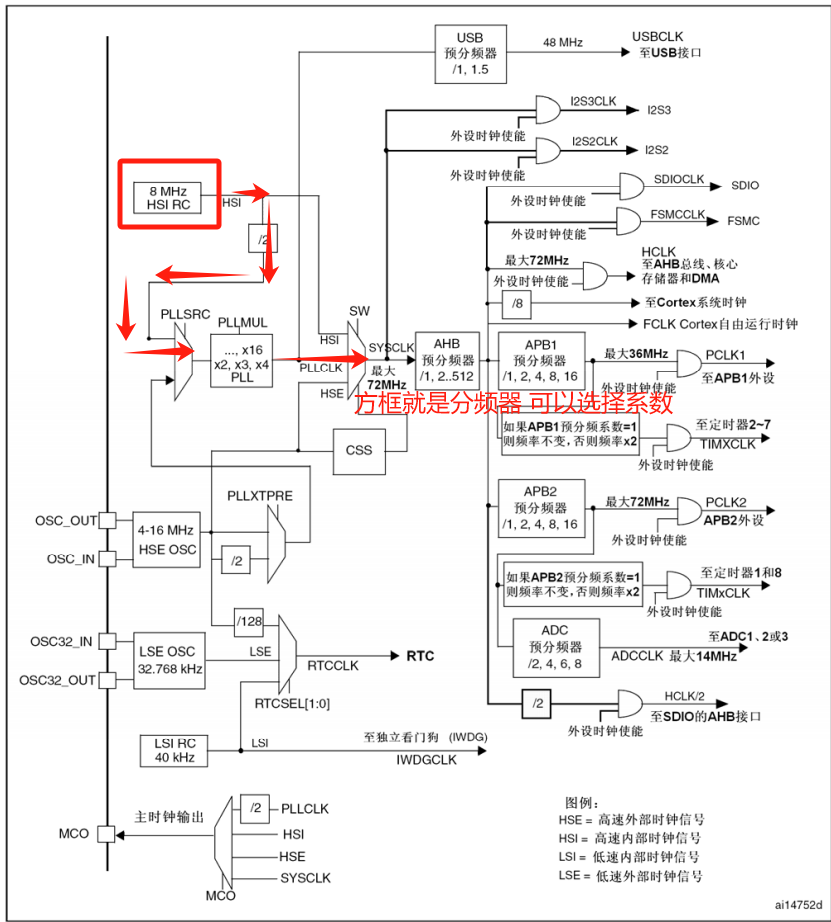 USB
预分频器
/1, 1.5
48 MHz
USBCLK
至USB接口
I2S3CLK
I2S3
外设时钟使能
I2S2CLK
I2S2
外设时钟使能
8 MHz
HSI RC
HSI
/2
SDIOCLK
SDIO
外设时钟使能
FSMCCLK
FSMC
外设时钟使能
最大72MHz
外设时钟使能
HCLK
至AHB总线、核心
存储器和DMA
/8
至Cortex系统时钟
FCLK Cortex自由运行时钟
PLLSRC
PLLMUL
..., x16
x2, x3, x4
PLL
SW
HSI
PLLCLK
HSE
SYSCLK
最大
72MHz
AHB
预分频器
/1, 2..512
APB1
预分频器
/1, 2, 4, 8, 16
最大36MHz
PCLK1
至APB1外设
外设时钟使能
方框就是分频器 可以选择系数
如果APB1预分频系数=1
则频率不变,否则频率x2
至定时器2~7
TIMXCLK
外设时钟使能
CSS
PLLXTPRE
OSC_OUT
OSC_IN
4-16 MHz
HSE OSC
/2
APB2
预分频器
/1, 2, 4, 8, 16
最大72MHz
PCLK2
APB2外设
外设时钟使能
如果APB2预分频系数=1
则频率不变,否则频率x2
至定时器1和8
TIMxCLK
外设时钟使能
OSC32_IN
OSC32_OUT
LSE OSC
32.768 kHz
/128
LSE
RTCCLK
RTC
RTCSEL[1:0]
ADC
预分频器
/2, 4, 6, 8
至ADC1、2或3
ADCCLK 最大14MHz
/2
HCLK/2
至SDIO的AHB接口
外设时钟使能
LSI RC
40 kHz
LSI
至独立看门狗 (IWDG)
IWDGCLK
MCO
主时钟输出
/2
PLLCLK
HSI
HSE
SYSCLK
MCO
图例:
HSE = 高速外部时钟信号
HSI = 高速内部时钟信号
LSI = 低速内部时钟信号
LSE = 低速外部时钟信号
ai14752d